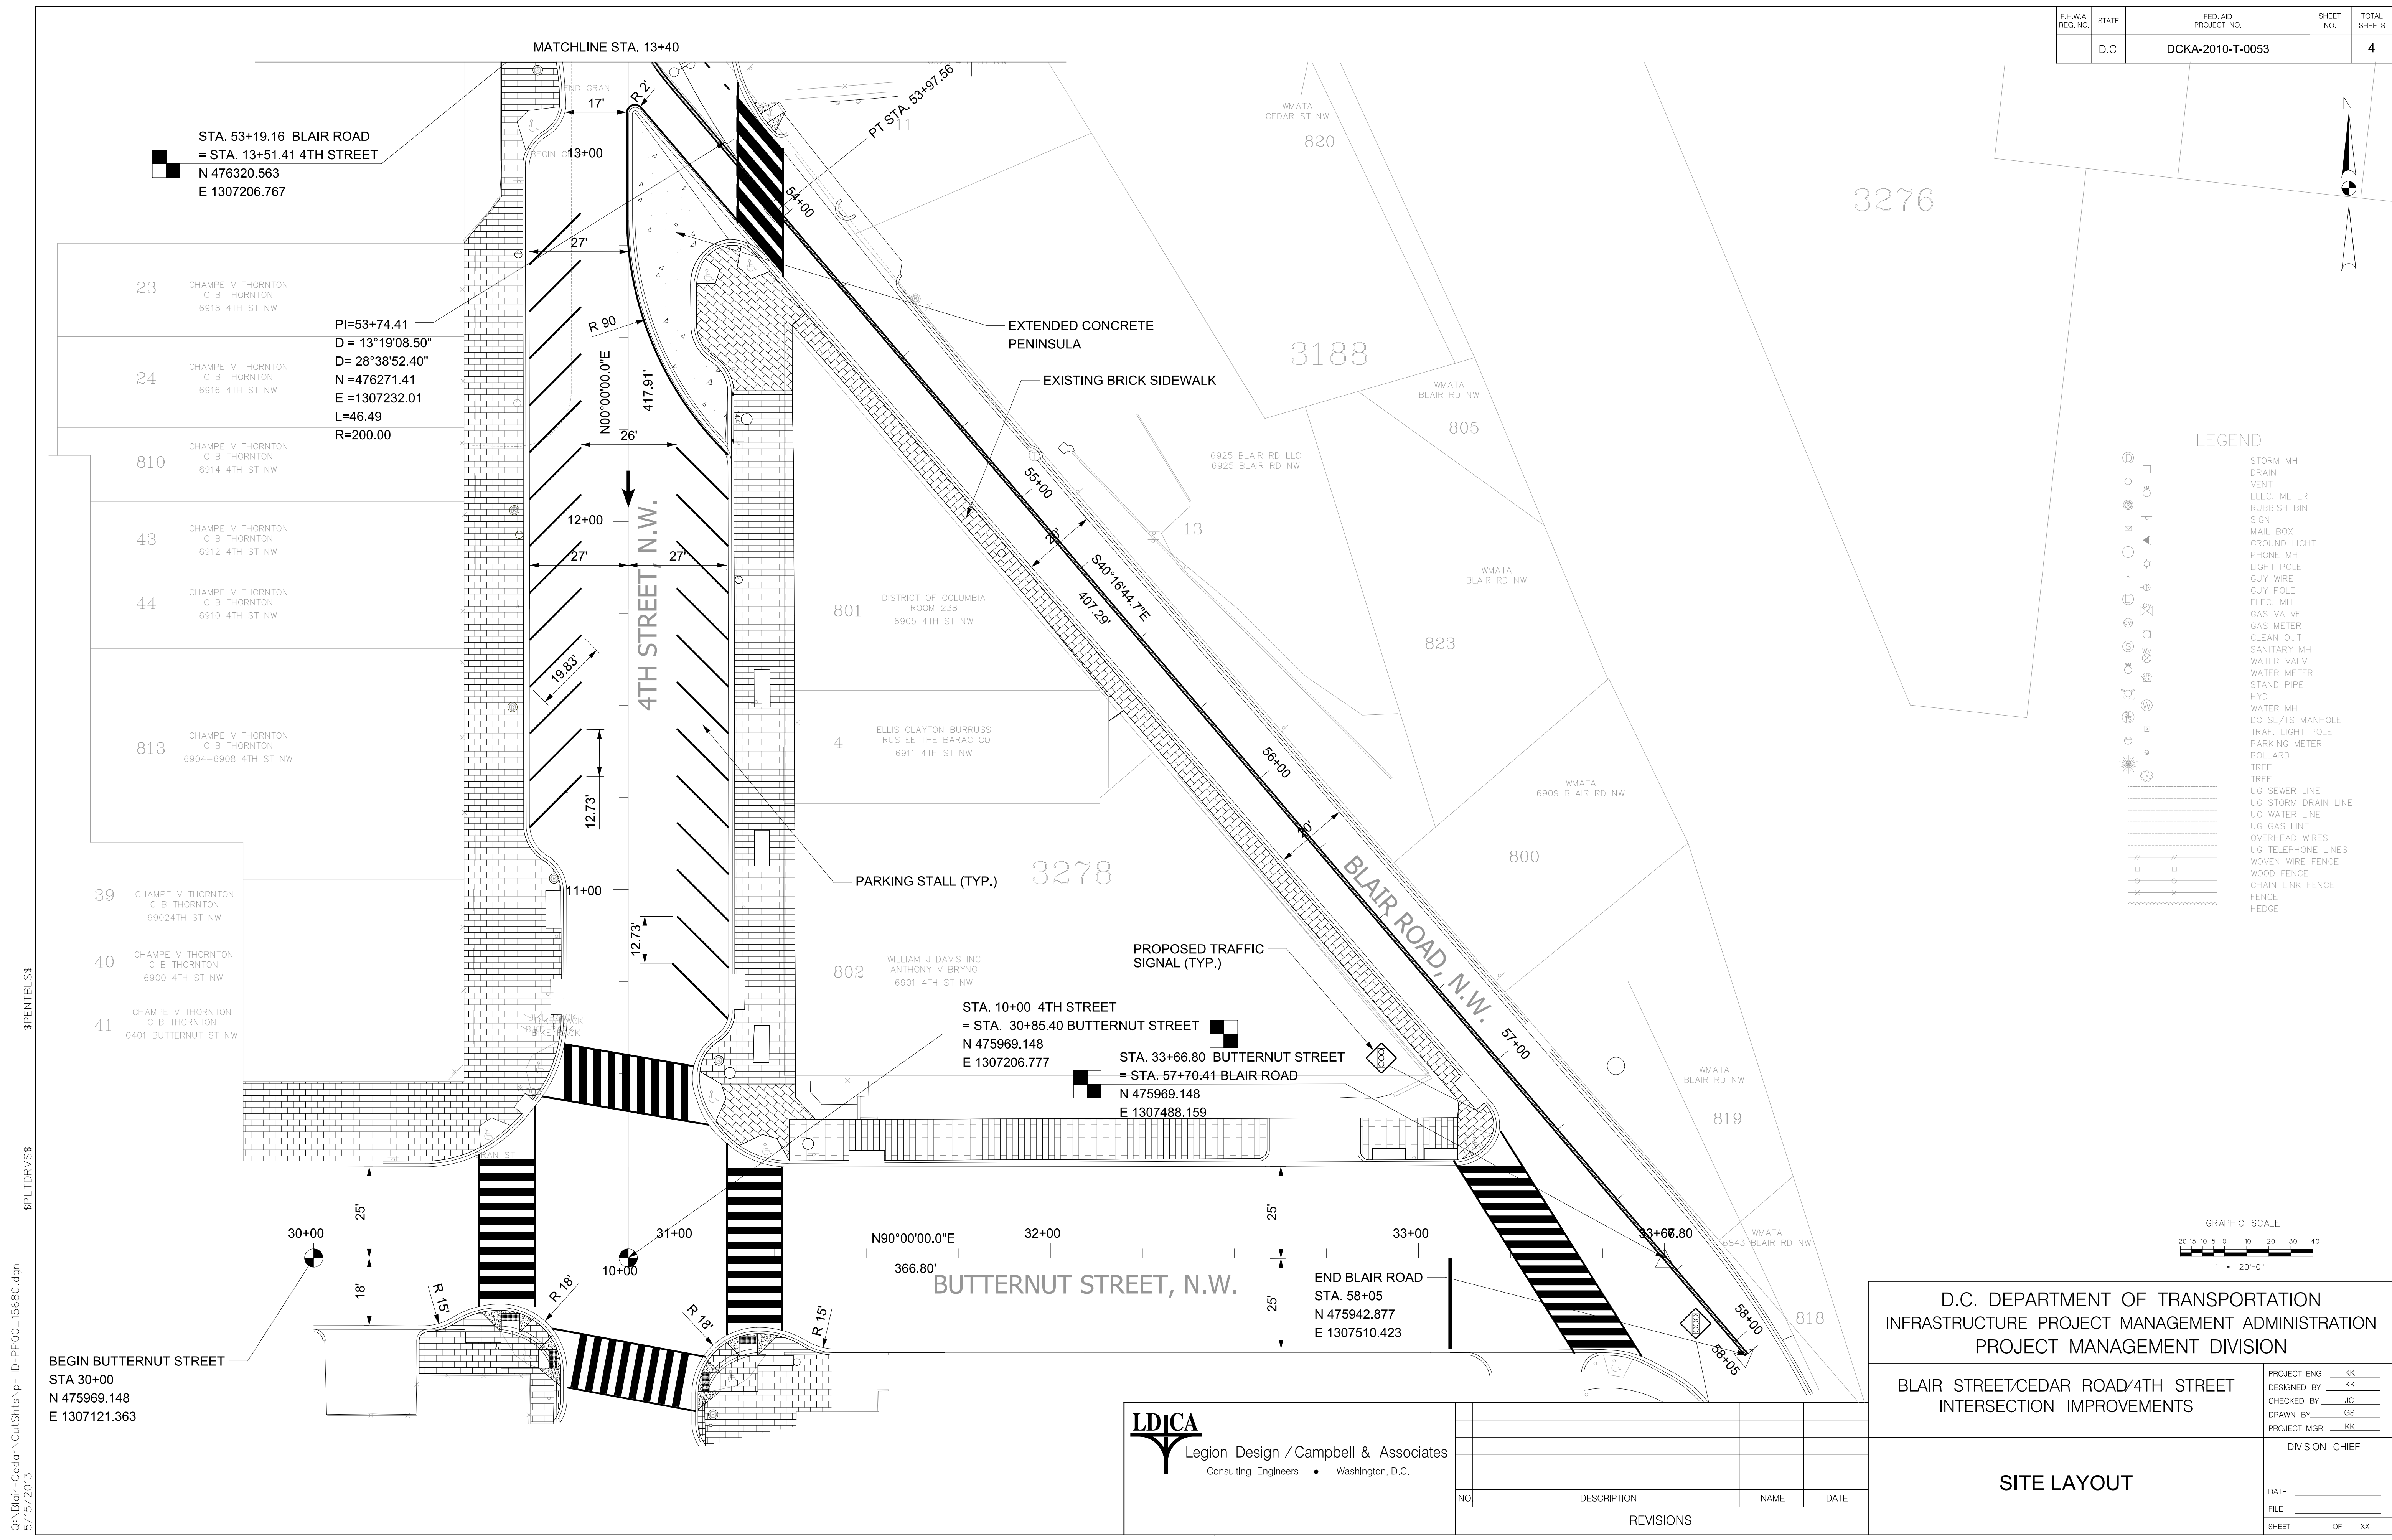 F.H.W.A. REG. NO.
STATE
FED. AID PROJECT NO.
SHEET NO.
TOTAL SHEETS
D.C.
DCKA-2010-T-0053
4
MATCHLINE STA. 13+40
STA. 53+19.16 BLAIR ROAD
= STA. 13+51.41 4TH STREET
N 476320.563
E 1307206.767
END GRAN
17'
R 2'
13+00
PT STA. 53+97.56
11
54+00
WMATA
CEDAR ST NW
820
3276
N
27'
23
CHAMPE V THORNTON
C B THORNTON
6918 4TH ST NW
PI=53+74.41
D = 13°19'08.50"
D= 28°38'52.40"
N =476271.41
E =1307232.01
L=46.49
R=200.00
R 90
N00°00'00.0"E
417.91'
EXTENDED CONCRETE
PENINSULA
EXISTING BRICK SIDEWALK
3188
24
CHAMPE V THORNTON
C B THORNTON
6916 4TH ST NW
WMATA
BLAIR RD NW
805
26'
810
CHAMPE V THORNTON
C B THORNTON
6914 4TH ST NW
6925 BLAIR RD LLC
6925 BLAIR RD NW
55+00
12+00
43
CHAMPE V THORNTON
C B THORNTON
6912 4TH ST NW
27'
27'
20'
13
S40°16'44.7"E
407.29'
WMATA
BLAIR RD NW
823
44
CHAMPE V THORNTON
C B THORNTON
6910 4TH ST NW
801
DISTRICT OF COLUMBIA
ROOM 238
6905 4TH ST NW
4TH STREET, N.W.
19.83'
813
CHAMPE V THORNTON
C B THORNTON
6904-6908 4TH ST NW
4
ELLIS CLAYTON BURRUSS
TRUSTEE THE BARAC CO
6911 4TH ST NW
56+00
WMATA
6909 BLAIR RD NW
12.73'
20'
800
BLAIR ROAD, N.W.
PARKING STALL (TYP.)
3278
11+00
39
CHAMPE V THORNTON
C B THORNTON
69024TH ST NW
12.73'
40
CHAMPE V THORNTON
C B THORNTON
6900 4TH ST NW
802
WILLIAM J DAVIS INC
ANTHONY V BRYNO
6901 4TH ST NW
PROPOSED TRAFFIC
SIGNAL (TYP.)
41
CHAMPE V THORNTON
C B THORNTON
0401 BUTTERNUT ST NW
STA. 10+00 4TH STREET
= STA. 30+85.40 BUTTERNUT STREET
N 475969.148
E 1307206.777
STA. 33+66.80 BUTTERNUT STREET
= STA. 57+70.41 BLAIR ROAD
N 475969.148
E 1307488.159
57+00
WMATA
BLAIR RD NW
819
25'
25'
30+00
31+00
N90°00'00.0"E
32+00
33+00
33+66.80
WMATA
6843 BLAIR RD NW
10+00
366.80'
BUTTERNUT STREET, N.W.
18'
R 15'
R 18'
R 18'
R 15'
25'
END BLAIR ROAD
STA. 58+05
N 475942.877
E 1307510.423
58+00
58+05
818
BEGIN BUTTERNUT STREET
STA 30+00
N 475969.148
E 1307121.363
LEGEND
STORM MH
DRAIN
VENT
ELEC. METER
RUBBISH BIN
SIGN
MAIL BOX
GROUND LIGHT
PHONE MH
LIGHT POLE
GUY WIRE
GUY POLE
ELEC. MH
GAS VALVE
GAS METER
CLEAN OUT
SANITARY MH
WATER VALVE
WATER METER
STAND PIPE
HYD
WATER MH
DC SL/TS MANHOLE
TRAF. LIGHT POLE
PARKING METER
BOLLARD
TREE
TREE
UG SEWER LINE
UG STORM DRAIN LINE
UG WATER LINE
UG GAS LINE
OVERHEAD WIRES
UG TELEPHONE LINES
WOVEN WIRE FENCE
WOOD FENCE
CHAIN LINK FENCE
FENCE
HEDGE
GRAPHIC SCALE
20 15 10 5 0 10 20 30 40
1" = 20'-0"
D.C. DEPARTMENT OF TRANSPORTATION
INFRASTRUCTURE PROJECT MANAGEMENT ADMINISTRATION
PROJECT MANAGEMENT DIVISION
BLAIR STREET/CEDAR ROAD/4TH STREET
INTERSECTION IMPROVEMENTS
PROJECT ENG. KK
DESIGNED BY KK
CHECKED BY JC
DRAWN BY GS
PROJECT MGR. KK
SITE LAYOUT
DIVISION CHIEF
DATE
FILE
SHEET OF XX
LD|CA
Legion Design / Campbell & Associates
Consulting Engineers • Washington, D.C.
NO.
DESCRIPTION
NAME
DATE
REVISIONS
$PENTBLS$
$PLTDRVS$
Q:\Blair-Cedar\CutShts\p-HD-PP00_15680.dgn
5/15/2013